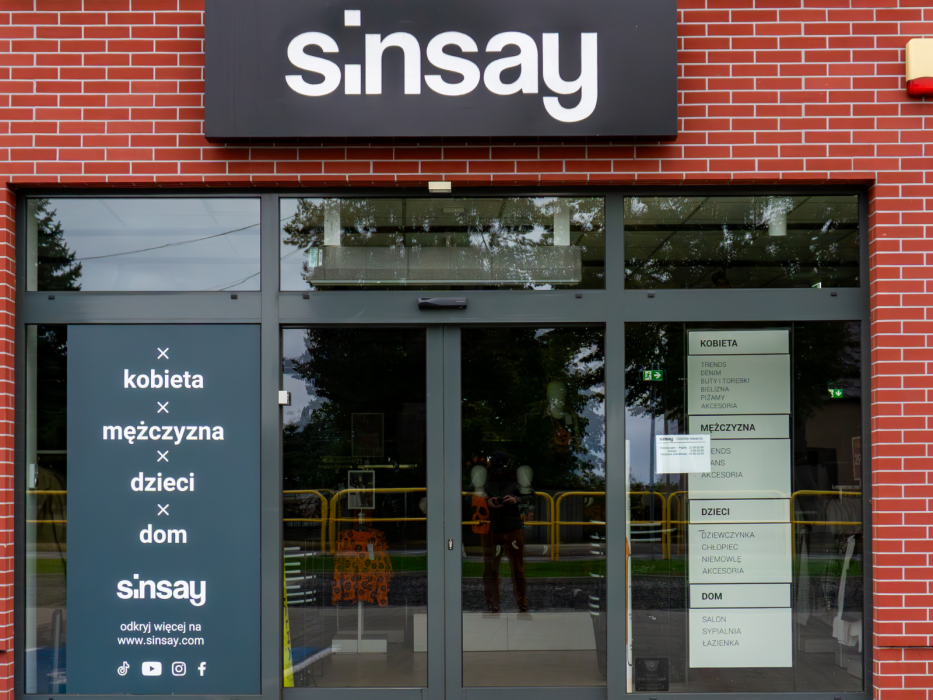 sinsay
kobieta
mężczyzna
dzieci
dom
sinsay
odkryj więcej na
www.sinsay.com
KOBIETA
TRENDS
DENIM
BUTY I TOREBKI
BIELIZNA
PIŻAMY
AKCESORIA
MĘŻCZYZNA
AKCESORIA
DZIECI
DZIEWCZYNKA
CHŁOPIEC
NIEMOWLĘ
AKCESORIA
DOM
SALON
SYPIALNIA
ŁAZIENKA
sinsay